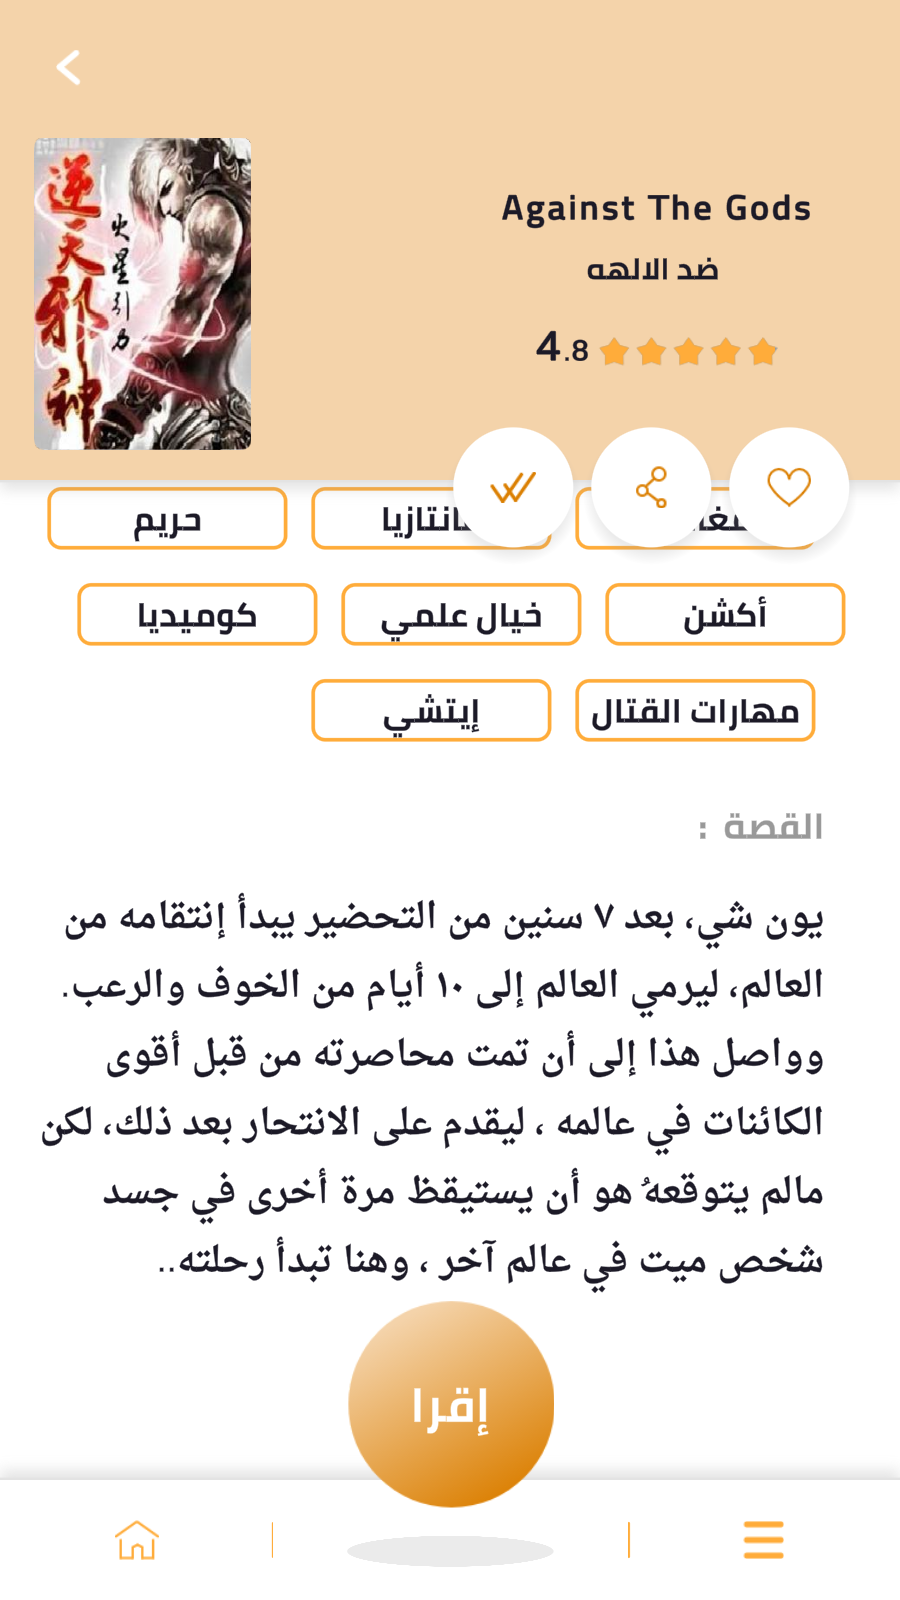 逆天邪神
火星引力
Against The Gods
ضد الالهه
4.8
فانتازيا
حريم
أكشن
خيال علمي
كوميديا
مهارات القتال
إيتشي
القصة :
يون شي، بعد ٧ سنين من التحضير يبدأ إنتقامه من
العالم، ليرمي العالم إلى ١٠ أيام من الخوف والرعب.
وواصل هذا إلى أن تمت محاصرته من قبل أقوى
الكائنات في عالمه ، ليقدم على الانتحار بعد ذلك، لكن
مالم يتوقعهُ هو أن يستيقظ مرة أخرى في جسد
شخص ميت في عالم آخر ، وهنا تبدأ رحلته..
إقرا